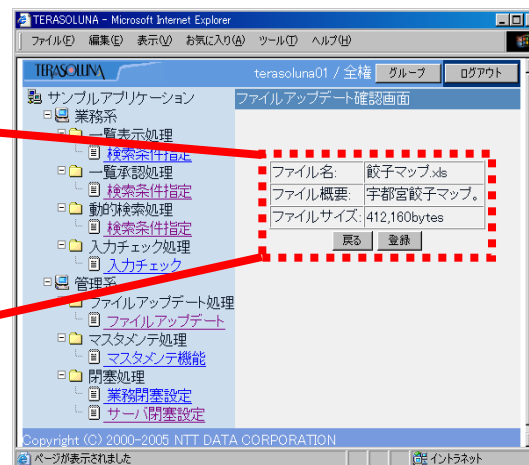 TERASOLUNA - Microsoft Internet Explorer
ファイル(F) 編集(E) 表示(V) お気に入り(A) ツール(T) ヘルプ(H)
TERASOLUNA
terasoluna01 / 全権 グループ ログアウト
サンプルアプリケーション
ファイルアップデート確認画面
業務系
一覧表示処理
検索条件指定
一覧承認処理
検索条件指定
動的検索処理
検索条件指定
入力チェック処理
入力チェック
管理系
ファイルアップデート処理
ファイルアップデート
マスタメンテ処理
マスタメンテ機能
閉塞処理
業務閉塞設定
サーバ閉塞設定
ファイル名: 餃子マップ.xls
ファイル概要: 宇都宮餃子マップ。
ファイルサイズ: 412,160bytes
戻る 登録
Copyright (C) 2000-2005 NTT DATA CORPORATION
ページが表示されました
イントラネット